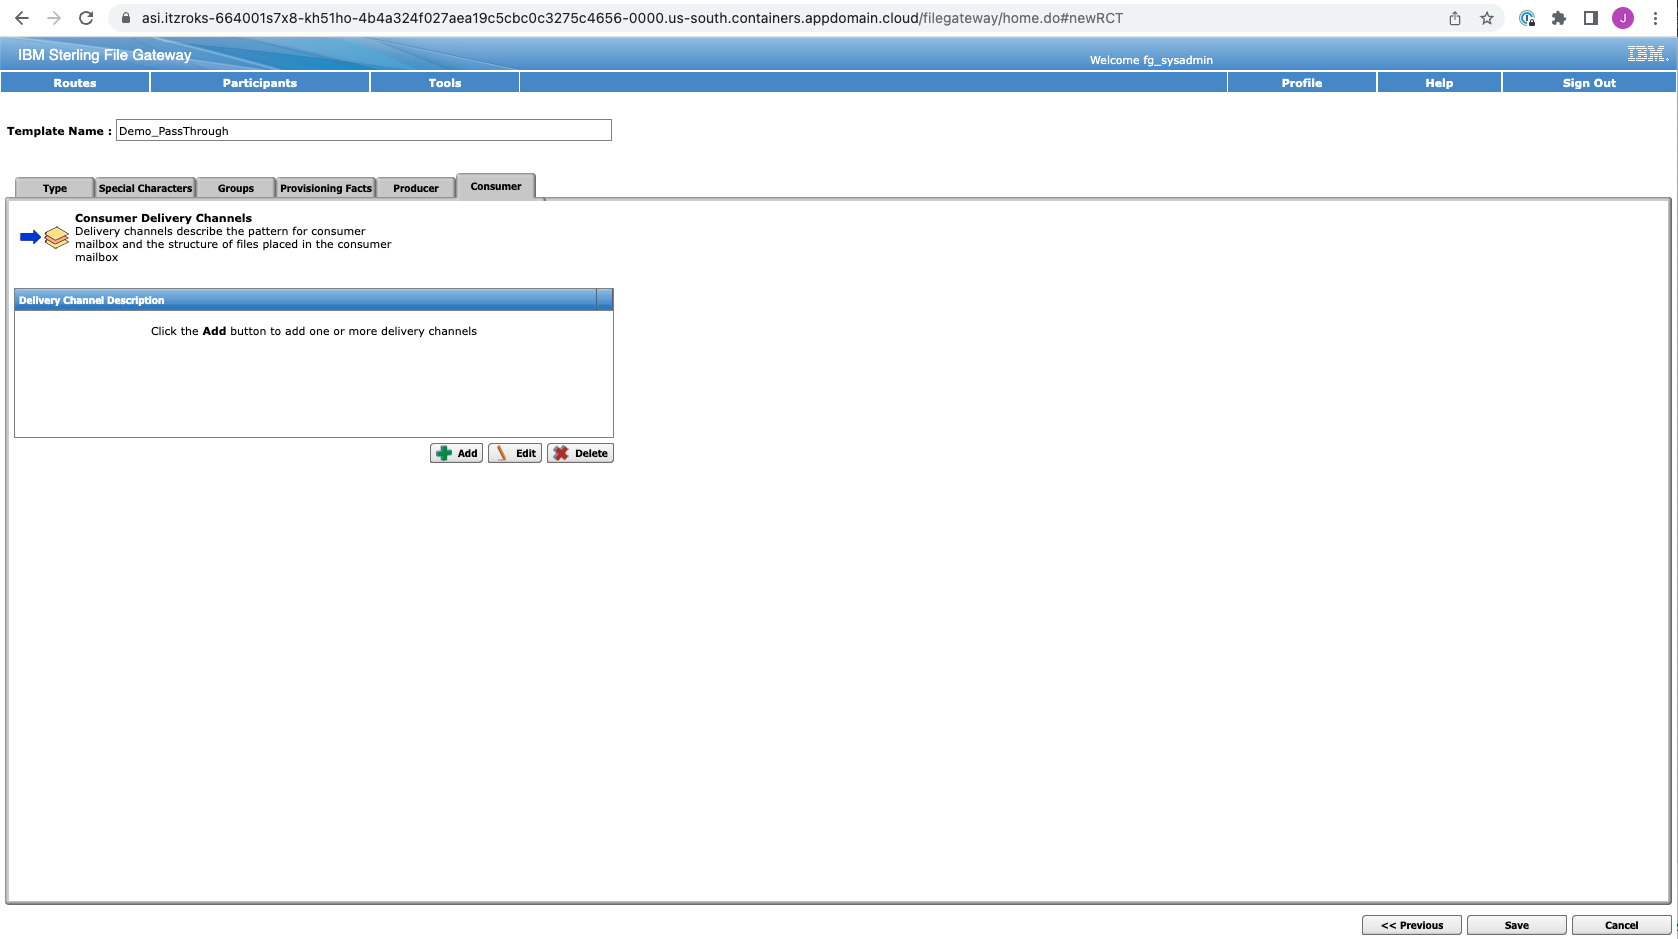 asi.itzroks-664001s7x8-kh51ho-4b4a324f027aea19c5cbc0c3275c4656-0000.us-south.containers.appdomain.cloud/filegateway/home.do#newRCT
J
IBM Sterling File Gateway
Welcome fg_sysadmin
IBM
Routes Participants Tools Profile Help Sign Out
Template Name : Demo_PassThrough
Type Special Characters Groups Provisioning Facts Producer Consumer
Consumer Delivery Channels
Delivery channels describe the pattern for consumer
mailbox and the structure of files placed in the consumer
mailbox
Delivery Channel Description
Click the Add button to add one or more delivery channels
Add Edit Delete
<< Previous Save Cancel